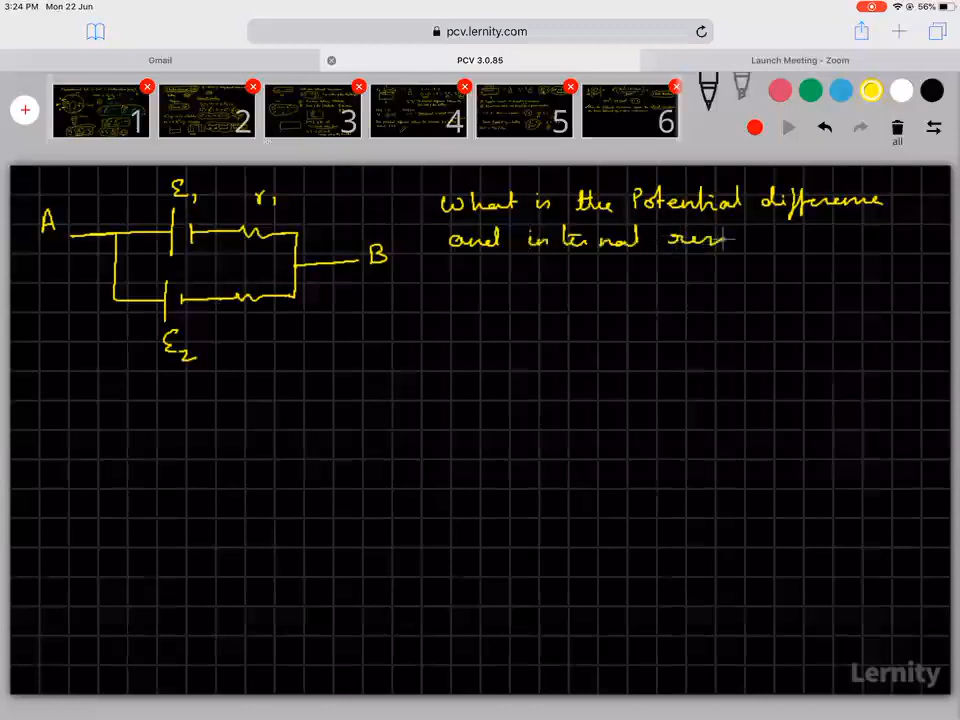 3:24 PM Mon 22 Jun
56%
pcv.lernity.com
Gmail
PCV 3.0.85
Launch Meeting - Zoom
1
2
3
4
5
6
all
ε1
r1
A
B
ε2
What is the Potential difference
and internal res
Lernity